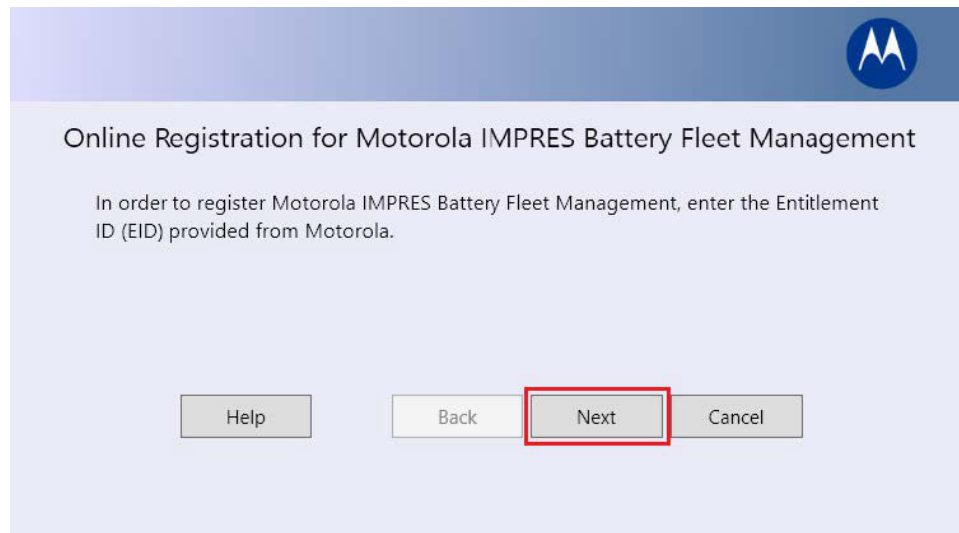 Online Registration for Motorola IMPRES Battery Fleet Management
In order to register Motorola IMPRES Battery Fleet Management, enter the Entitlement
ID (EID) provided from Motorola.
Help Back Next Cancel